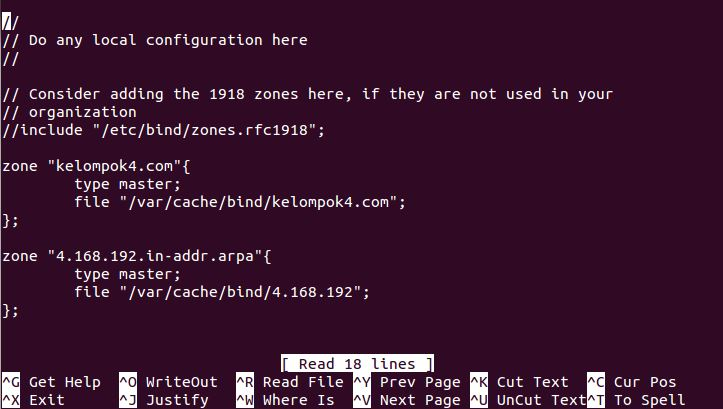 //
// Do any local configuration here
//
// Consider adding the 1918 zones here, if they are not used in your
// organization
//include "/etc/bind/zones.rfc1918";
zone "kelompok4.com"{
        type master;
        file "/var/cache/bind/kelompok4.com";
};
zone "4.168.192.in-addr.arpa"{
        type master;
        file "/var/cache/bind/4.168.192";
};
[ Read 18 lines ]
^G Get Help  ^O WriteOut  ^R Read File ^Y Prev Page ^K Cut Text  ^C Cur Pos
^X Exit      ^J Justify   ^W Where Is  ^V Next Page ^U UnCut Text^T To Spell